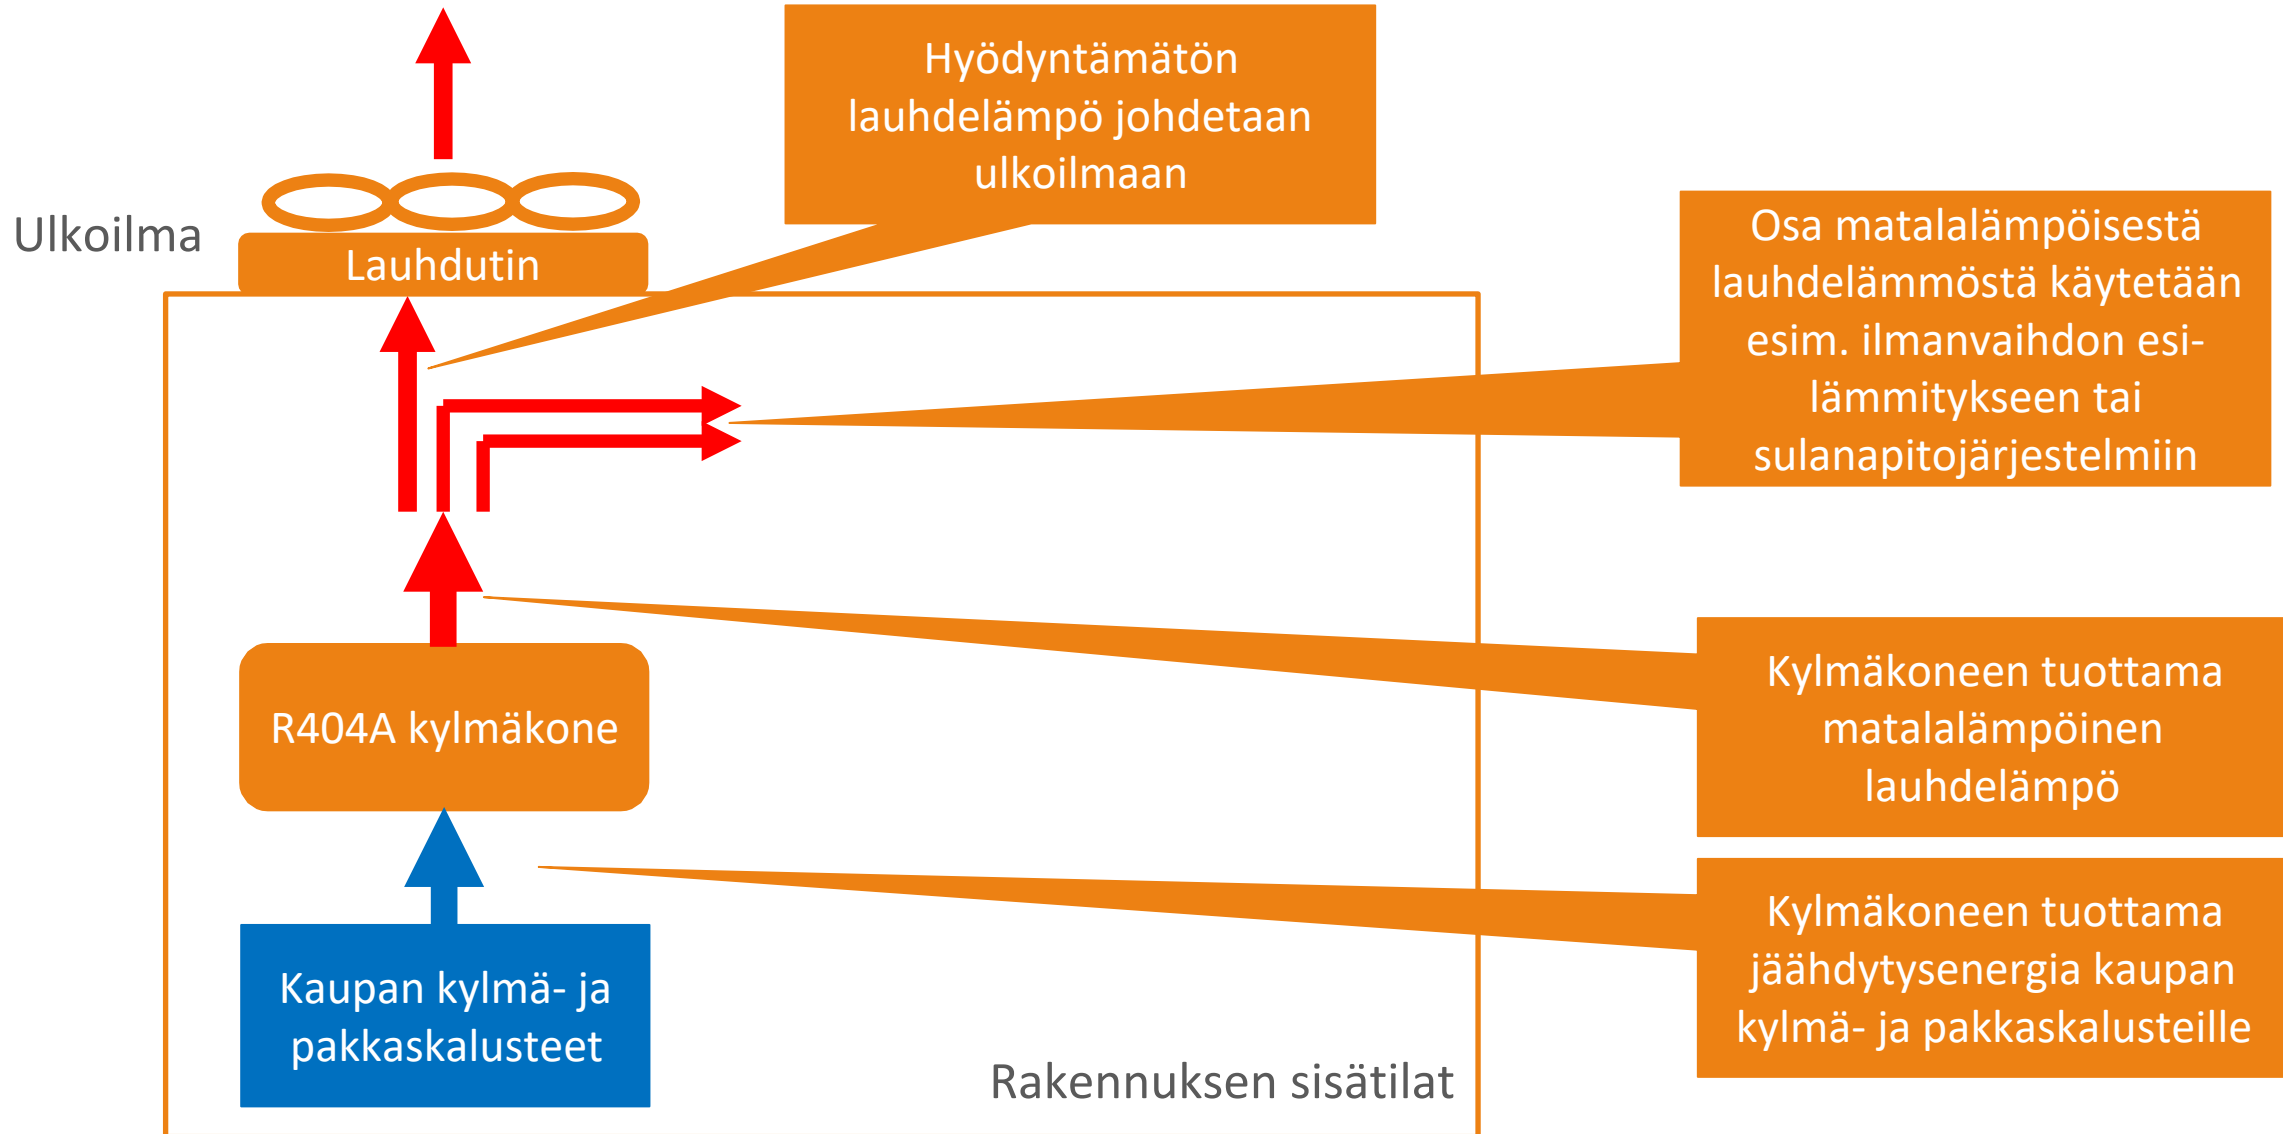 Hyödyntämätön
lauhdelämpö johdetaan
ulkoilmaan
Ulkoilma
Lauhdutin
Osa matalalämpöisestä
lauhdelämmöstä käytetään
esim. ilmanvaihdon esi-
lämmitykseen tai
sulanapitojärjestelmiin
R404A kylmäkone
Kylmäkoneen tuottama
matalalämpöinen
lauhdelämpö
Kylmäkoneen tuottama
jäähdytysenergia kaupan
kylmä- ja pakkaskalusteille
Kaupan kylmä- ja
pakkaskalusteet
Rakennuksen sisätilat